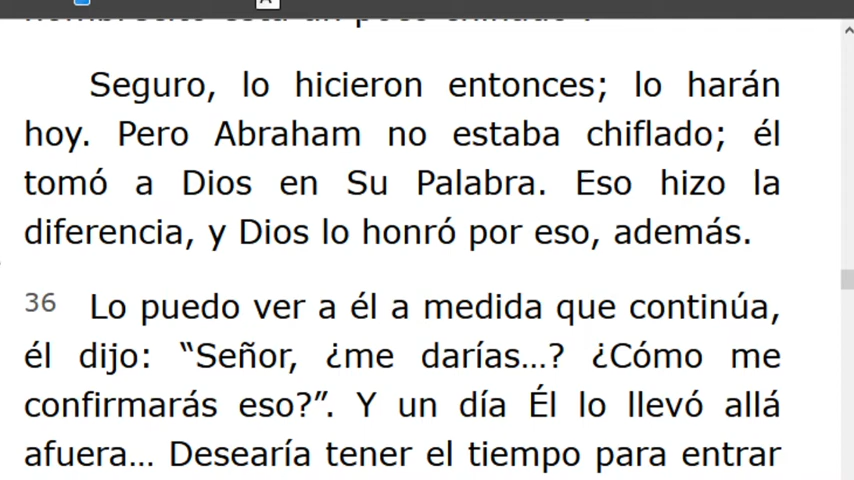 Seguro, lo hicieron entonces; lo harán
hoy. Pero Abraham no estaba chiflado; él
tomó a Dios en Su Palabra. Eso hizo la
diferencia, y Dios lo honró por eso, además.
36 Lo puedo ver a él a medida que continúa,
él dijo: “Señor, ¿me darías...? ¿Cómo me
confirmarás eso?”. Y un día Él lo llevó allá
afuera... Desearía tener el tiempo para entrar